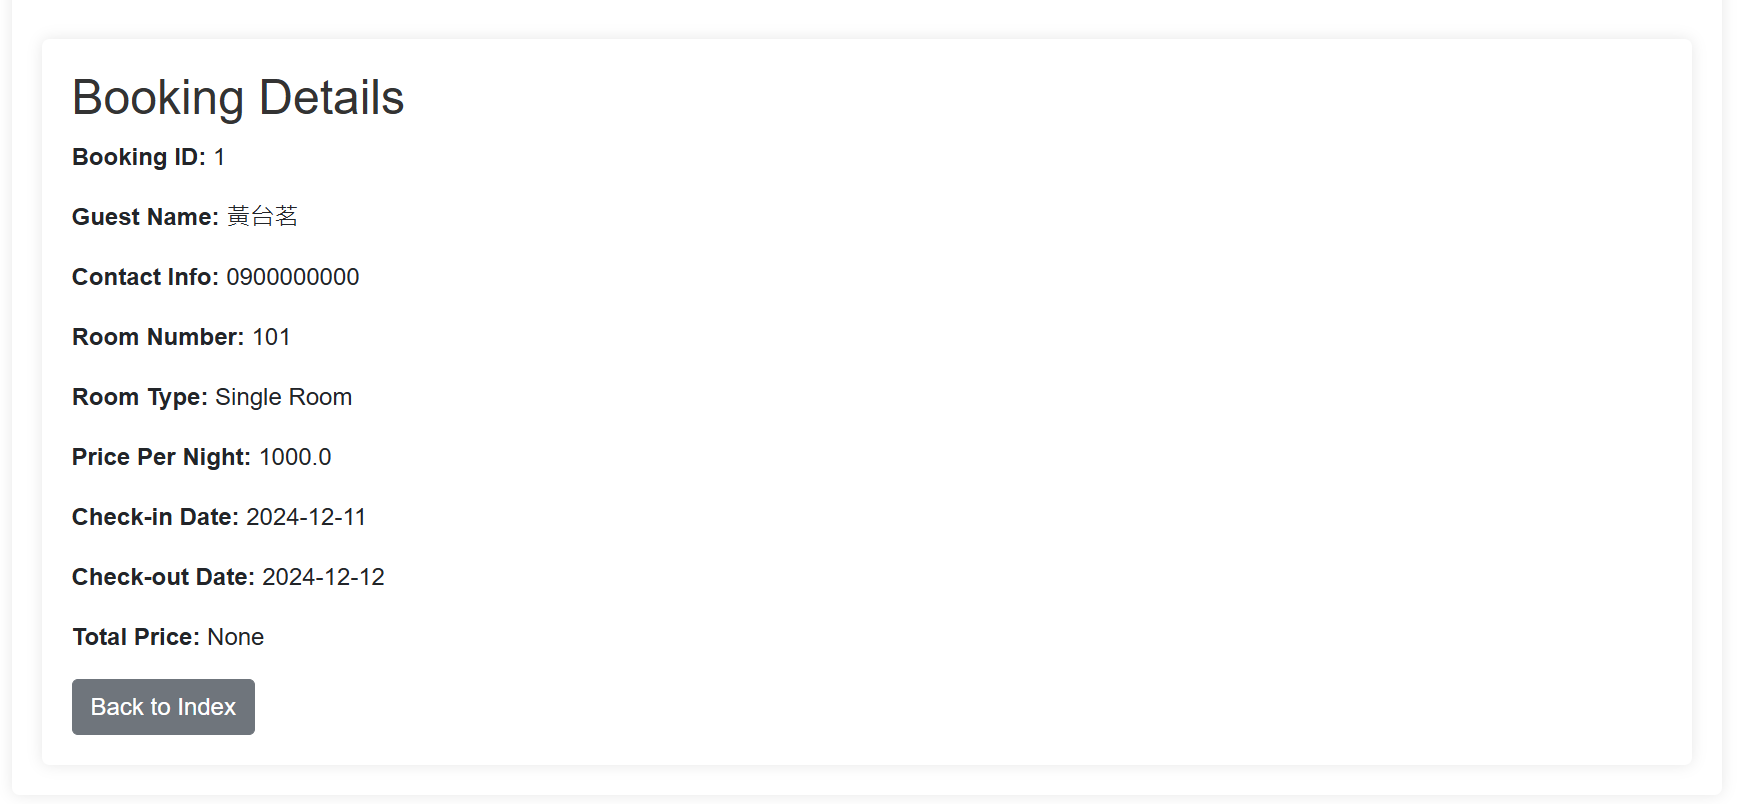 Booking Details
Booking ID: 1
Guest Name: 黃台茗
Contact Info: 0900000000
Room Number: 101
Room Type: Single Room
Price Per Night: 1000.0
Check-in Date: 2024-12-11
Check-out Date: 2024-12-12
Total Price: None
Back to Index